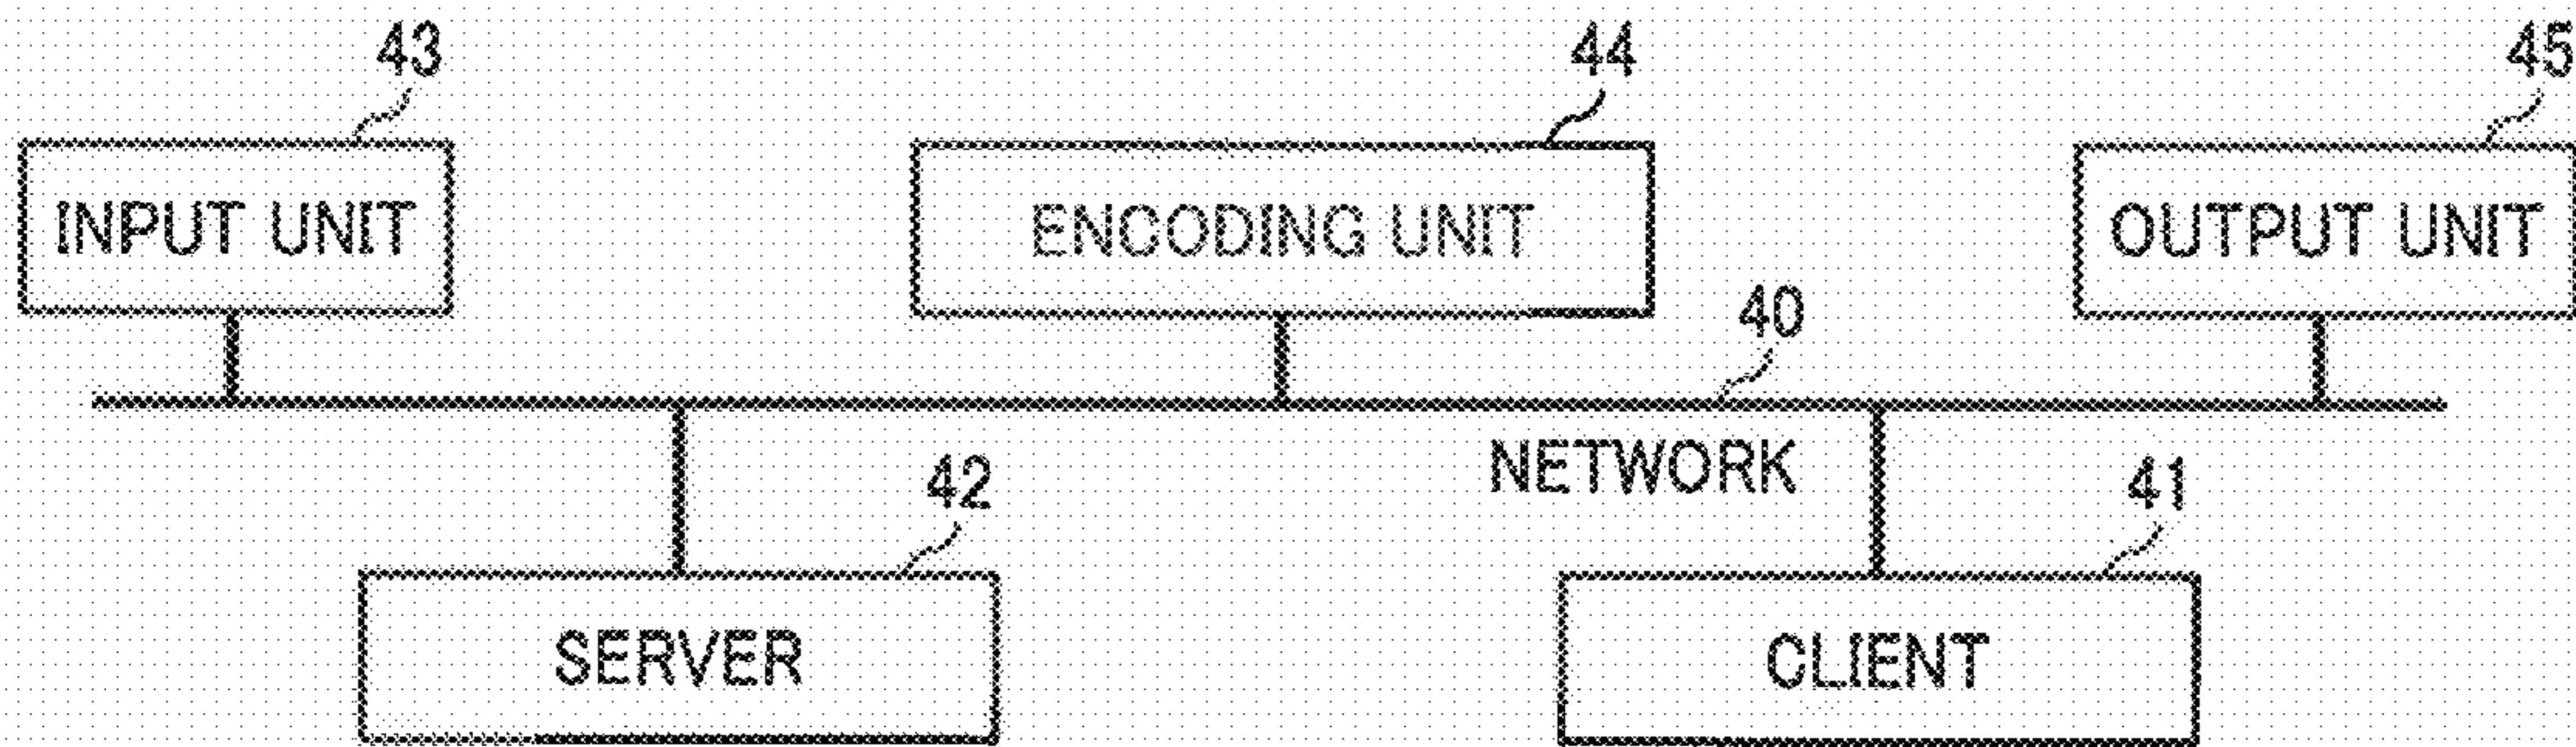 43
44
45
INPUT UNIT
ENCODING UNIT
OUTPUT UNIT
40
NETWORK
42
41
SERVER
CLIENT